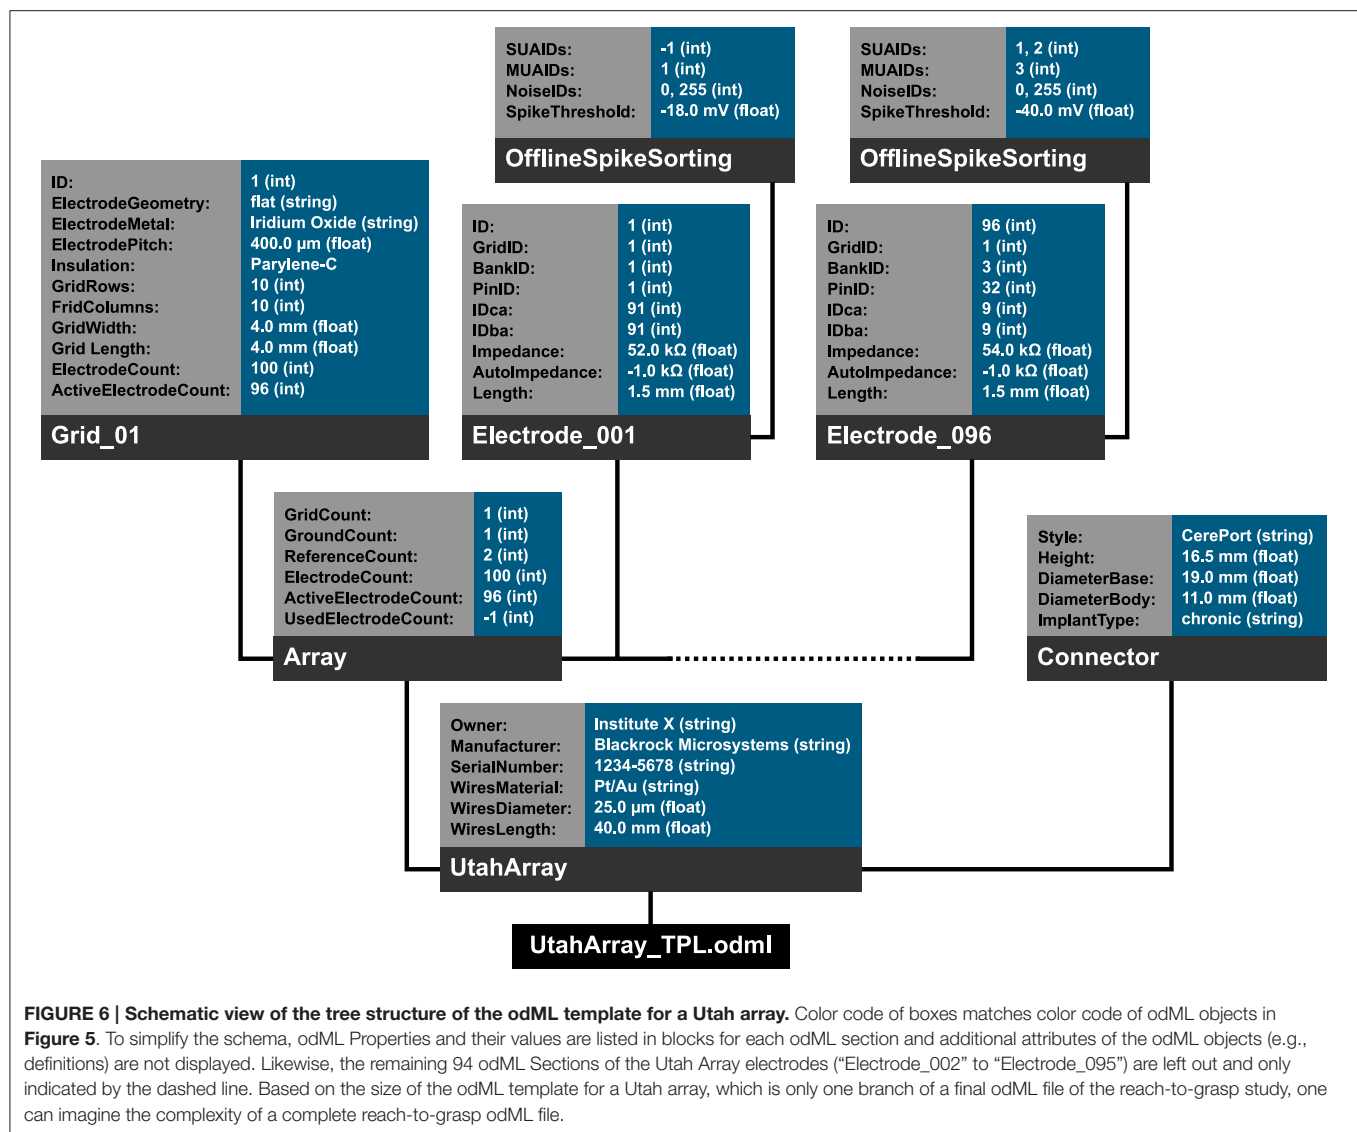 SUAIDs: -1 (int)
MUAIDs: 1 (int)
NoiseIDs: 0, 255 (int)
SpikeThreshold: -18.0 mV (float)
OfflineSpikeSorting
SUAIDs: 1, 2 (int)
MUAIDs: 3 (int)
NoiseIDs: 0, 255 (int)
SpikeThreshold: -40.0 mV (float)
OfflineSpikeSorting
ID: 1 (int)
ElectrodeGeometry: flat (string)
ElectrodeMetal: Iridium Oxide (string)
ElectrodePitch: 400.0 µm (float)
Insulation: Parylene-C
GridRows: 10 (int)
FridColumns: 10 (int)
GridWidth: 4.0 mm (float)
Grid Length: 4.0 mm (float)
ElectrodeCount: 100 (int)
ActiveElectrodeCount: 96 (int)
Grid_01
ID: 1 (int)
GridID: 1 (int)
BankID: 1 (int)
PinID: 1 (int)
IDca: 91 (int)
IDba: 91 (int)
Impedance: 52.0 kΩ (float)
AutoImpedance: -1.0 kΩ (float)
Length: 1.5 mm (float)
Electrode_001
ID: 96 (int)
GridID: 1 (int)
BankID: 3 (int)
PinID: 32 (int)
IDca: 9 (int)
IDba: 9 (int)
Impedance: 54.0 kΩ (float)
AutoImpedance: -1.0 kΩ (float)
Length: 1.5 mm (float)
Electrode_096
GridCount: 1 (int)
GroundCount: 1 (int)
ReferenceCount: 2 (int)
ElectrodeCount: 100 (int)
ActiveElectrodeCount: 96 (int)
UsedElectrodeCount: -1 (int)
Array
Style: CerePort (string)
Height: 16.5 mm (float)
DiameterBase: 19.0 mm (float)
DiameterBody: 11.0 mm (float)
ImplantType: chronic (string)
Connector
Owner: Institute X (string)
Manufacturer: Blackrock Microsystems (string)
SerialNumber: 1234-5678 (string)
WiresMaterial: Pt/Au (string)
WiresDiameter: 25.0 µm (float)
WiresLength: 40.0 mm (float)
UtahArray
UtahArray_TPL.odml
FIGURE 6 | Schematic view of the tree structure of the odML template for a Utah array. Color code of boxes matches color code of odML objects in
Figure 5. To simplify the schema, odML Properties and their values are listed in blocks for each odML section and additional attributes of the odML objects (e.g.,
definitions) are not displayed. Likewise, the remaining 94 odML Sections of the Utah Array electrodes (“Electrode_002” to “Electrode_095”) are left out and only
indicated by the dashed line. Based on the size of the odML template for a Utah array, which is only one branch of a final odML file of the reach-to-grasp study, one
can imagine the complexity of a complete reach-to-grasp odML file.